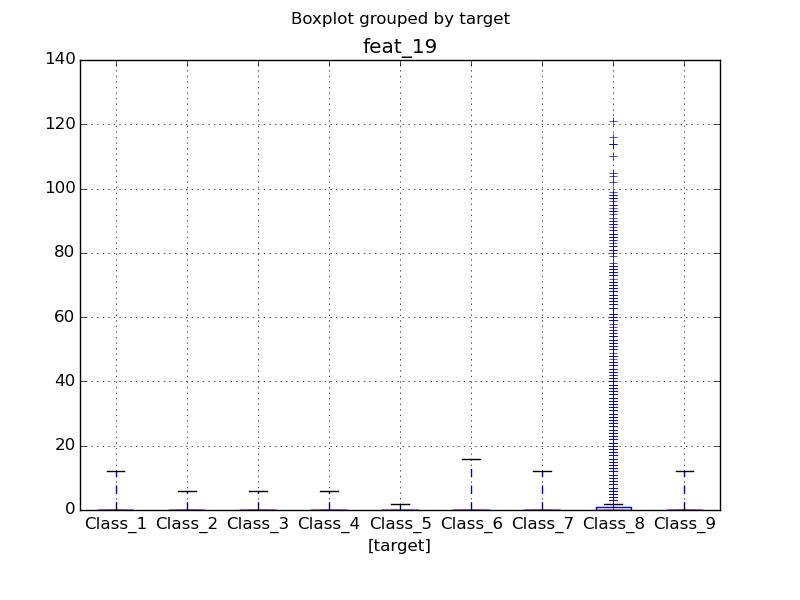 Boxplot grouped by target
feat_19
140
120
100
80
60
40
20
0
Class_1 Class_2 Class_3 Class_4 Class_5 Class_6 Class_7 Class_8 Class_9
[target]